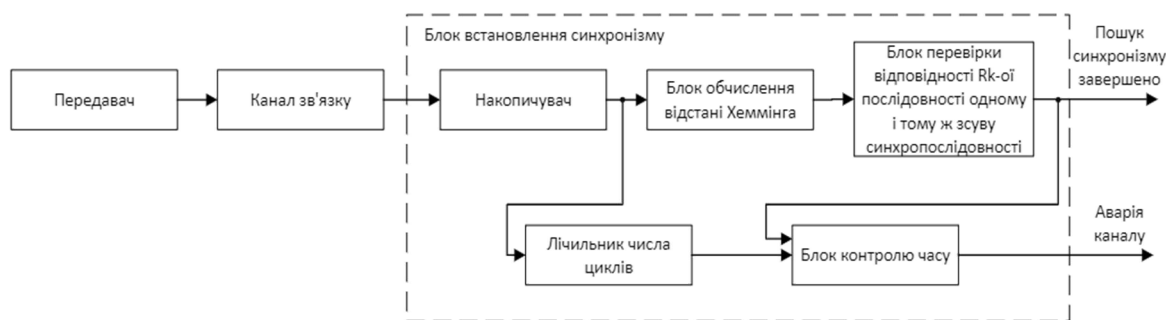 Блок встановлення синхронізму
Передавач
Канал зв'язку
Накопичувач
Блок обчислення
відстані Хеммінга
Блок перевірки
відповідності Rk-ої
послідовності одному
і тому ж зсуву
синхропослідовності
Пошук
синхронізму
завершено
Лічильник числа
циклів
Блок контролю часу
Аварія
каналу